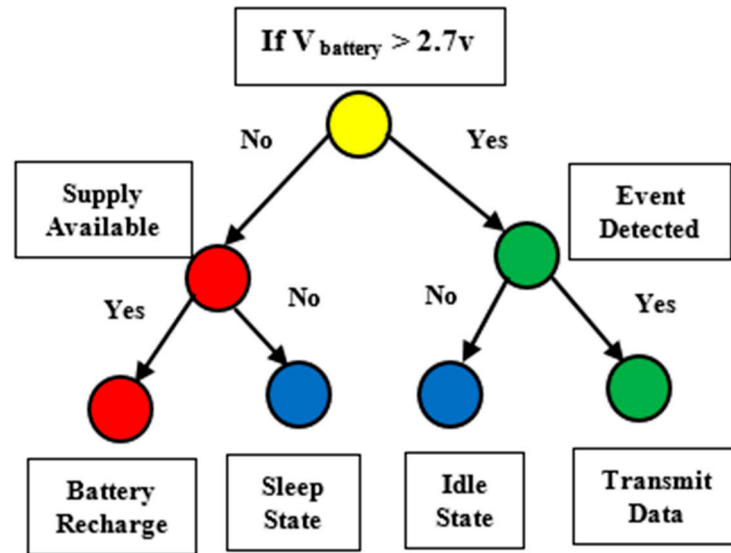 If V battery > 2.7v
No
Yes
Supply
Available
Event
Detected
Yes
No
No
Yes
Battery
Recharge
Sleep
State
Idle
State
Transmit
Data